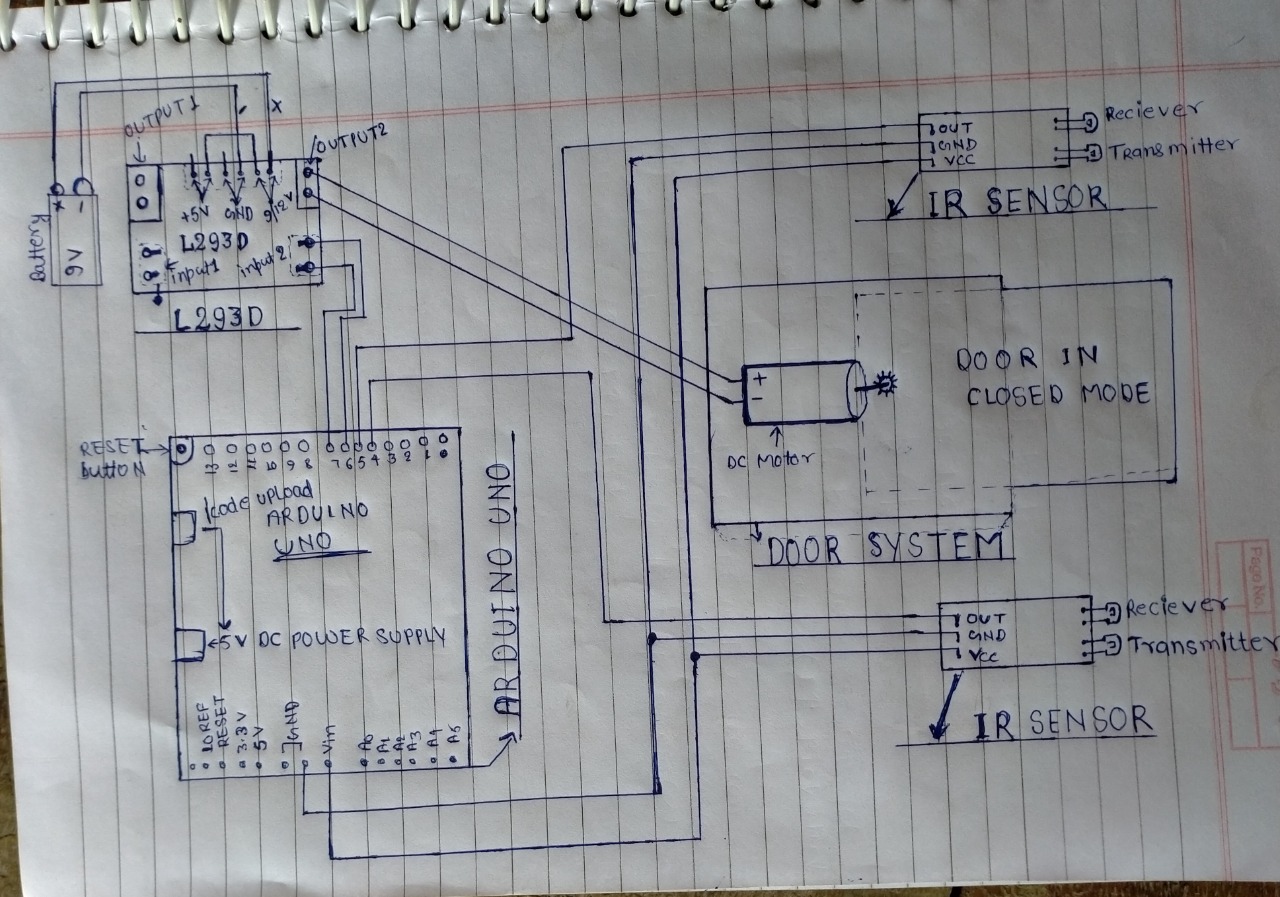 OUTPUT1
- x
OUTPUT2
+5V GND 9/12V
Battery
+ -
9V
L293D
input1
input2
L293D
OUT
GND
VCC
Reciever
Transmitter
IR SENSOR
+
-
DC Motor
DOOR IN
CLOSED MODE
DOOR SYSTEM
RESET
button
13 12 11 10 9 8 7 6 5 4 3 2 1 0
code upload
ARDUINO
UNO
5V DC POWER SUPPLY
ARDUINO UNO
IOREF
RESET
3.3V
5V
GND
Vin
A0
A1
A2
A3
A4
A5
OUT
GND
VCC
Reciever
Transmitter
IR SENSOR
Page No.